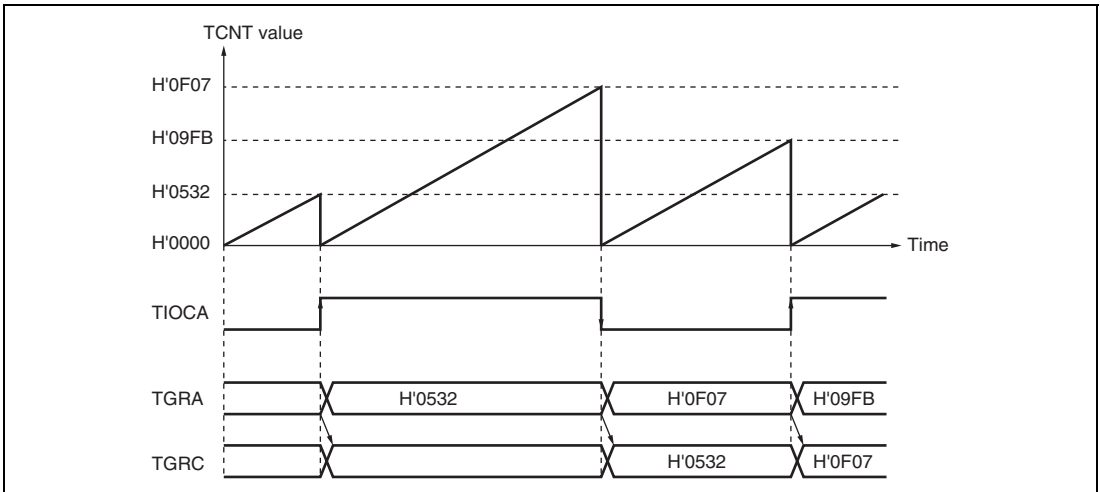 TCNT value
H'0F07
H'09FB
H'0532
H'0000
Time
TIOCA
TGRA
H'0532
H'0F07
H'09FB
TGRC
H'0532
H'0F07